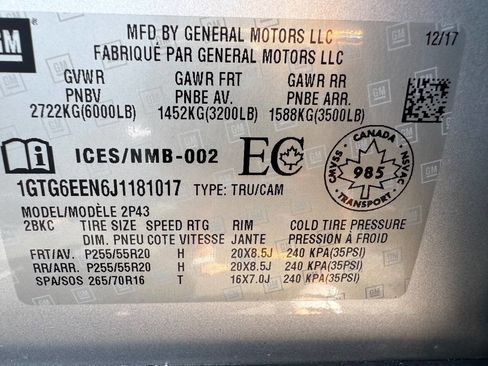 GM
MFD BY GENERAL MOTORS LLC
12/17
FABRIQUÉ PAR GENERAL MOTORS LLC
GVWR GAWR FRT GAWR RR
PNBV PNBE AV. PNBE ARR.
2722KG(6000LB) 1452KG(3200LB) 1588KG(3500LB)
ICES/NMB-002 EC
CANADA
CMVSS 985 NSVAC
TRANSPORT
1GTG6EEN6J1181017 TYPE: TRU/CAM
MODEL/MODÈLE 2P43
2BKC TIRE SIZE SPEED RTG RIM COLD TIRE PRESSURE
DIM. PNEU COTE VITESSE JANTE PRESSION À FROID
FRT/AV. P255/55R20 H 20X8.5J 240 KPA(35PSI)
RR/ARR. P255/55R20 H 20X8.5J 240 KPA(35PSI)
SPA/SOS 265/70R16 T 16X7.0J 240 KPA(35PSI)